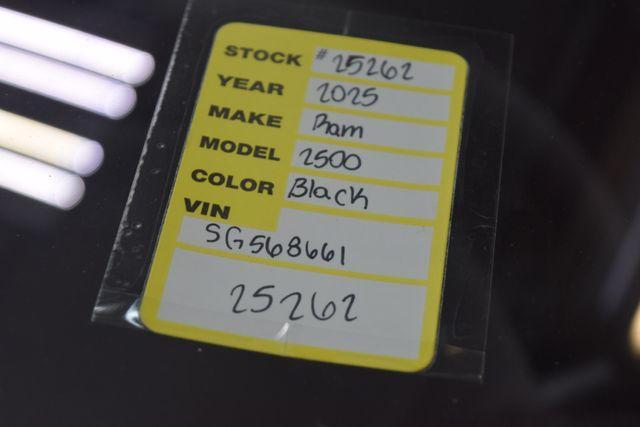 STOCK #25262
YEAR 2025
MAKE Ram
MODEL 2500
COLOR Black
VIN
SG568661
25262